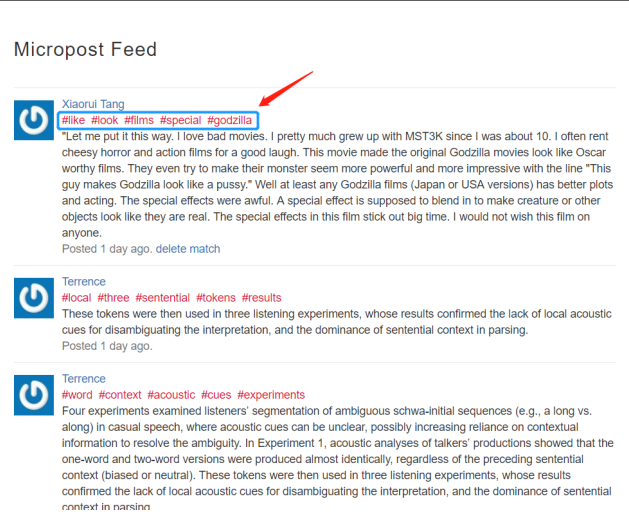 Micropost Feed
Xiaorui Tang
#like #look #films #special #godzilla
"Let me put it this way. I love bad movies. I pretty much grew up with MST3K since I was about 10. I often rent
cheesy horror and action films for a good laugh. This movie made the original Godzilla movies look like Oscar
worthy films. They even try to make their monster seem more powerful and more impressive with the line "This
guy makes Godzilla look like a pussy." Well at least any Godzilla films (Japan or USA versions) has better plots
and acting. The special effects were awful. A special effect is supposed to blend in to make creature or other
objects look like they are real. The special effects in this film stick out big time. I would not wish this film on
anyone.
Posted 1 day ago. delete match
Terrence
#local #three #sentential #tokens #results
These tokens were then used in three listening experiments, whose results confirmed the lack of local acoustic
cues for disambiguating the interpretation, and the dominance of sentential context in parsing.
Posted 1 day ago.
Terrence
#word #context #acoustic #cues #experiments
Four experiments examined listeners' segmentation of ambiguous schwa-initial sequences (e.g., a long vs.
along) in casual speech, where acoustic cues can be unclear, possibly increasing reliance on contextual
information to resolve the ambiguity. In Experiment 1, acoustic analyses of talkers' productions showed that the
one-word and two-word versions were produced almost identically, regardless of the preceding sentential
context (biased or neutral). These tokens were then used in three listening experiments, whose results
confirmed the lack of local acoustic cues for disambiguating the interpretation, and the dominance of sentential
context in parsing.